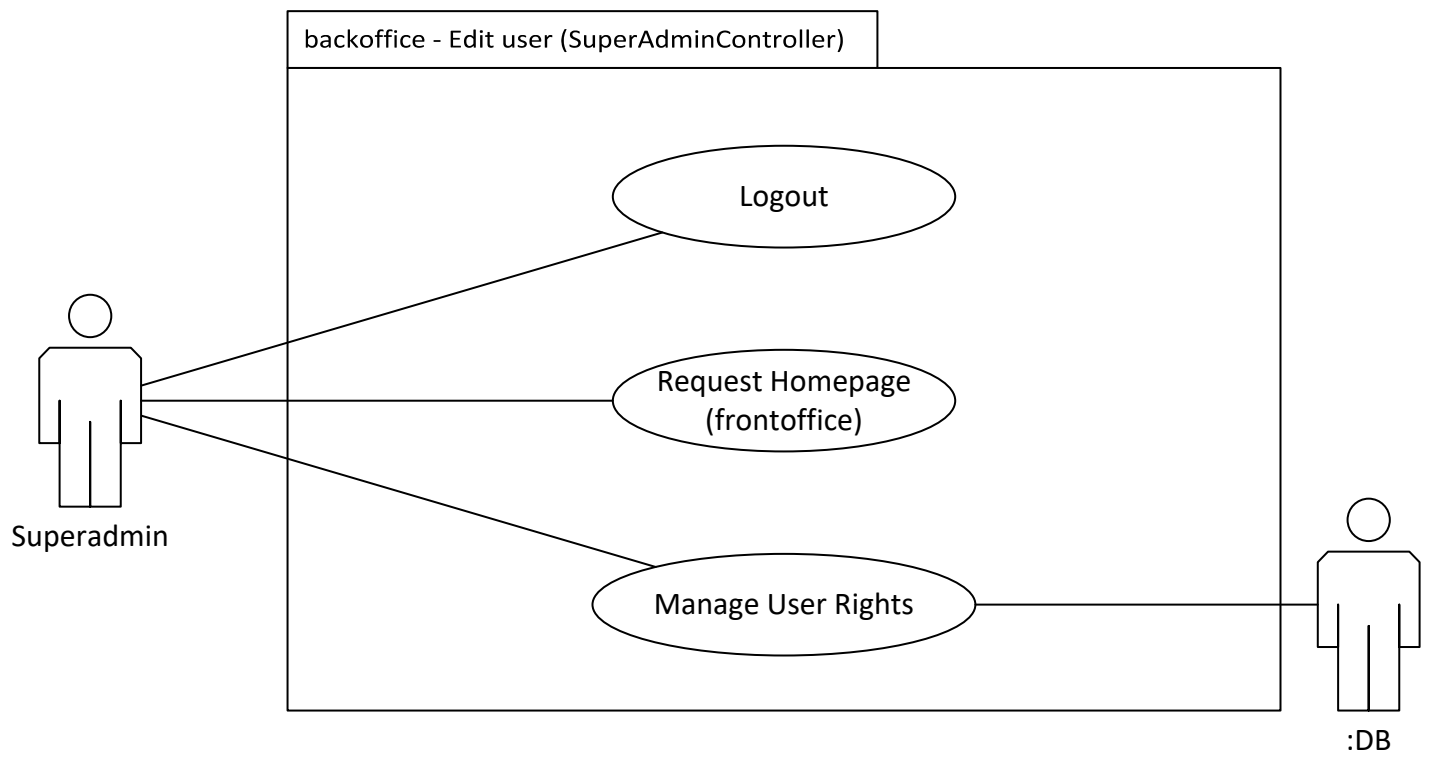 backoffice - Edit user (SuperAdminController)
Logout
Request Homepage
(frontoffice)
Superadmin
Manage User Rights
:DB